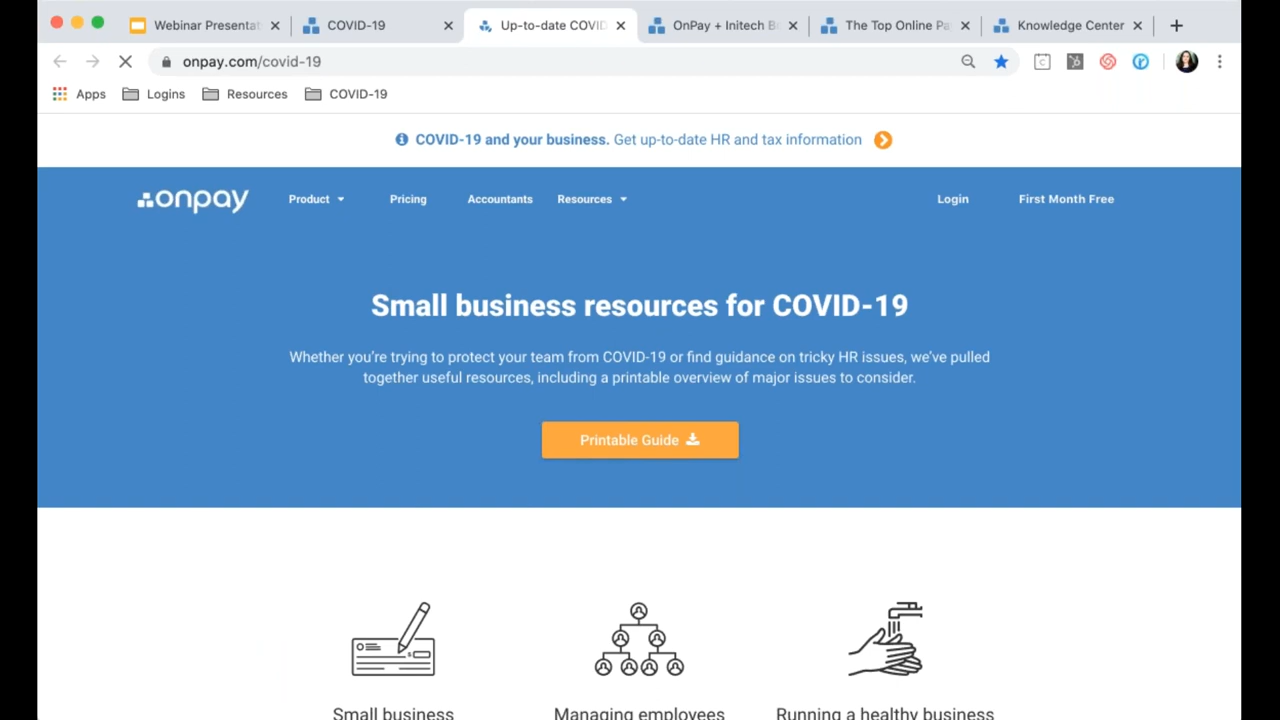 Webinar Presentat
COVID-19
Up-to-date COVID
OnPay + Initech B
The Top Online Pa
Knowledge Center
onpay.com/covid-19
Apps
Logins
Resources
COVID-19
COVID-19 and your business. Get up-to-date HR and tax information
onpay
Product
Pricing
Accountants
Resources
Login
First Month Free
Small business resources for COVID-19
Whether you're trying to protect your team from COVID-19 or find guidance on tricky HR issues, we've pulled
together useful resources, including a printable overview of major issues to consider.
Printable Guide
Small business
Managing employees
Running a healthy business